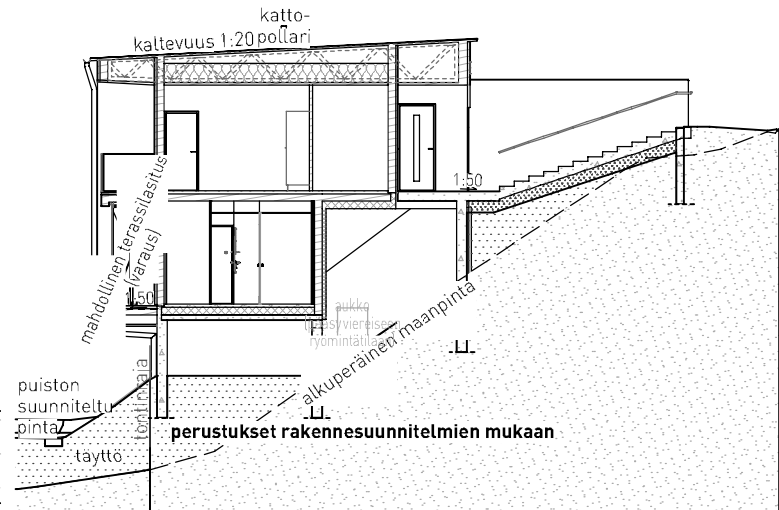 katto-
pollari
kaltevuus 1:20
1:50
mahdollinen terassilasitus
(varaus)
1:50
aukko
alkuperäinen maanpinta
puiston
suunniteltu
pinta
tontinraja
perustukset rakennesuunnitelmien mukaan
täyttö